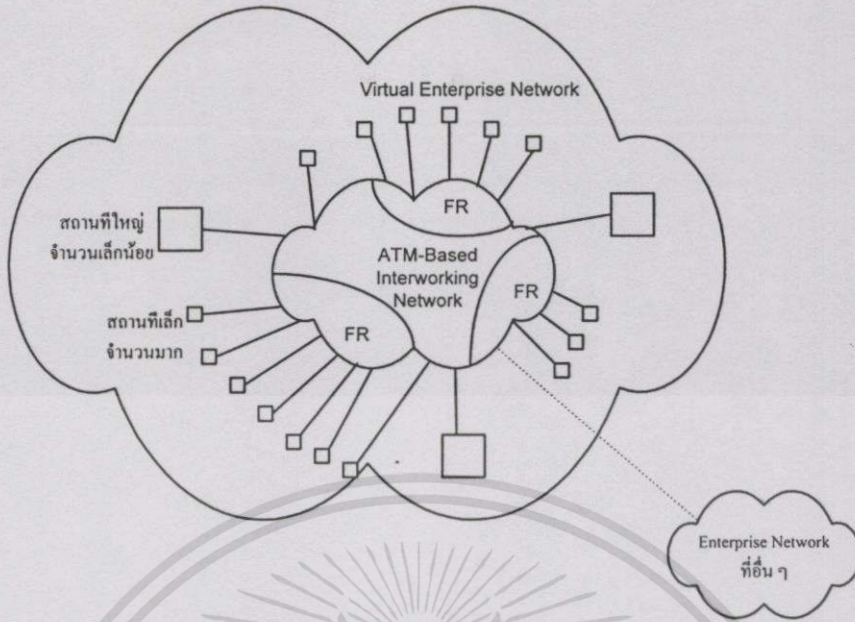 Virtual Enterprise Network
FR
สถานที่ใหญ่
จำนวนเล็กน้อย
ATM-Based
Interworking
Network
FR
สถานที่เล็ก
จำนวนมาก
FR
Enterprise Network
ที่อื่น ๆ